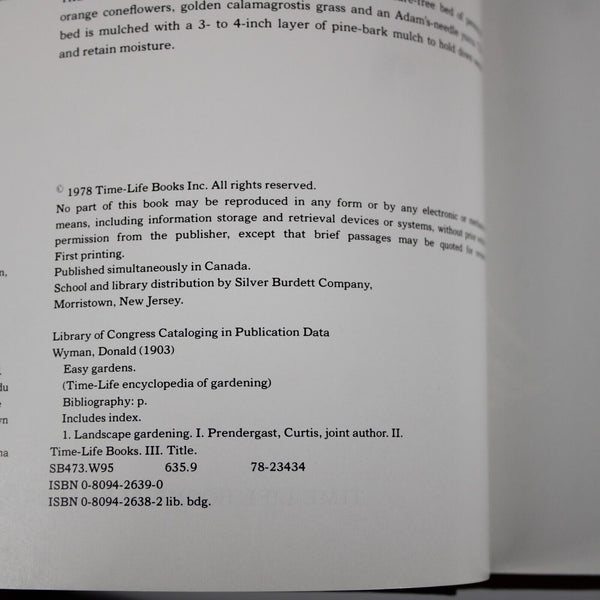 orange coneflowers, golden calamagrostis grass and an Adam's-needle
bed is mulched with a 3- to 4-inch layer of pine-bark mulch to hold down
and retain moisture.
© 1978 Time-Life Books Inc. All rights reserved.
No part of this book may be reproduced in any form or by any electronic or
means, including information storage and retrieval devices or systems, without prior
permission from the publisher, except that brief passages may be quoted for
First printing.
Published simultaneously in Canada.
School and library distribution by Silver Burdett Company,
Morristown, New Jersey.
Library of Congress Cataloging in Publication Data
Wyman, Donald (1903)
Easy gardens.
(Time-Life encyclopedia of gardening)
Bibliography: p.
Includes index.
1. Landscape gardening. I. Prendergast, Curtis, joint author. II.
Time-Life Books. III. Title.
SB473.W95 635.9 78-23434
ISBN 0-8094-2639-0
ISBN 0-8094-2638-2 lib. bdg.